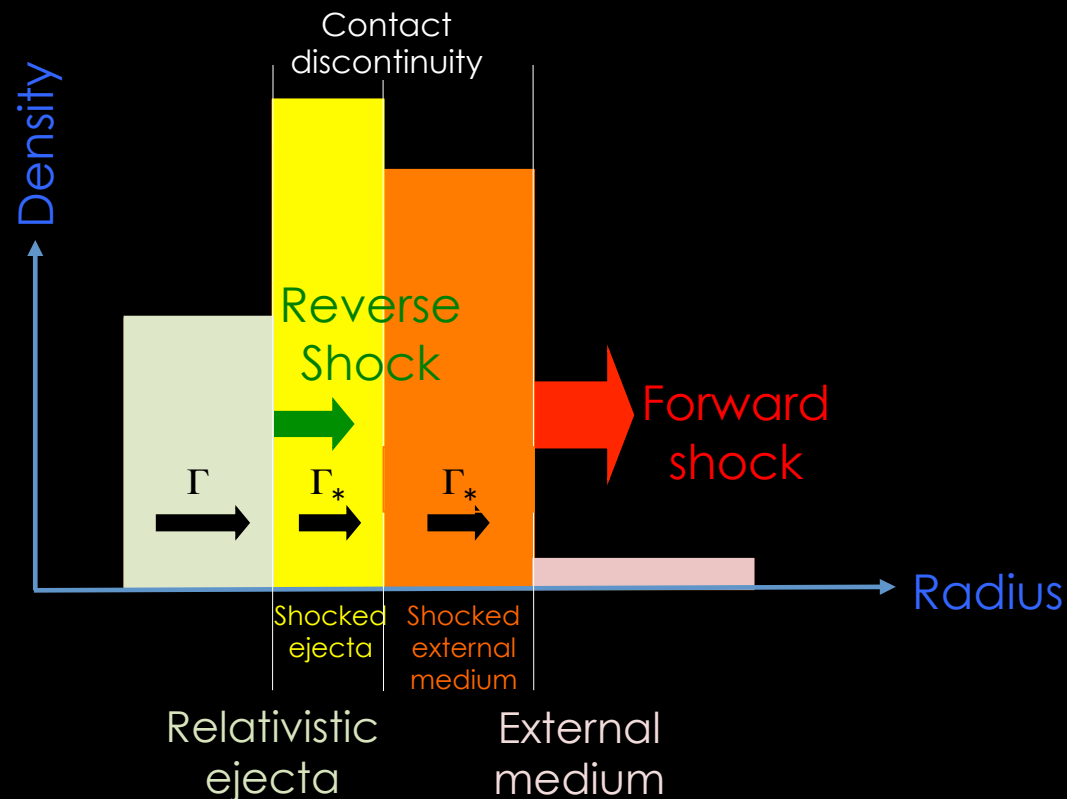 Contact
discontinuity
Density
Reverse
Shock
Forward
shock
Γ
Γ*
Γ*
Radius
Shocked
ejecta
Shocked
external
medium
Relativistic
ejecta
External
medium